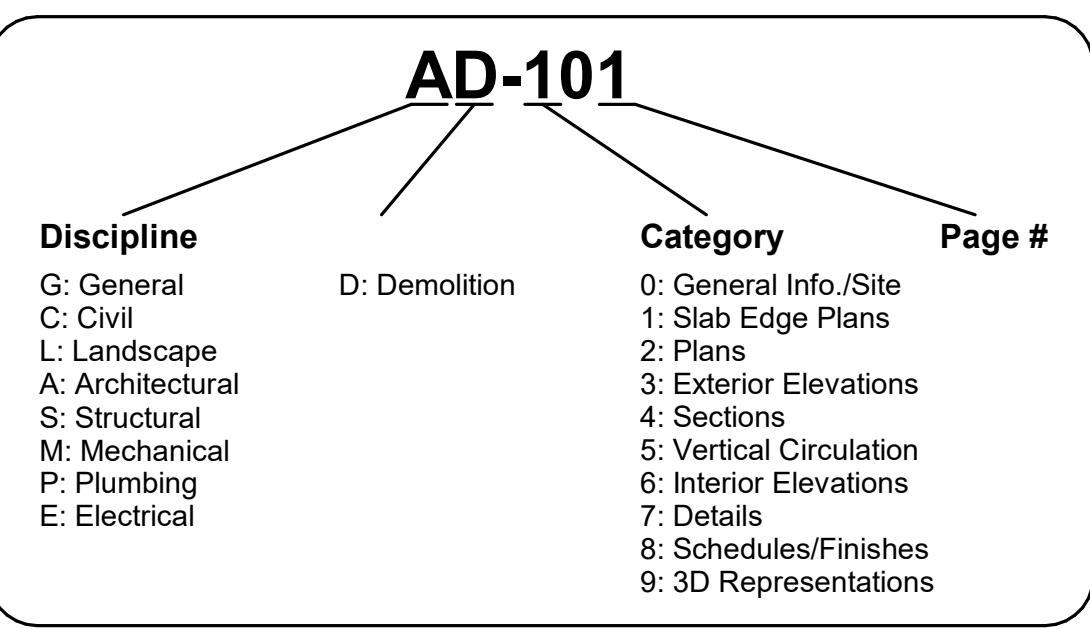 AD-101
Discipline
Category
Page #
G: General
D: Demolition
0: General Info./Site
C: Civil
1: Slab Edge Plans
L: Landscape
2: Plans
A: Architectural
3: Exterior Elevations
S: Structural
4: Sections
M: Mechanical
5: Vertical Circulation
P: Plumbing
6: Interior Elevations
E: Electrical
7: Details
8: Schedules/Finishes
9: 3D Representations